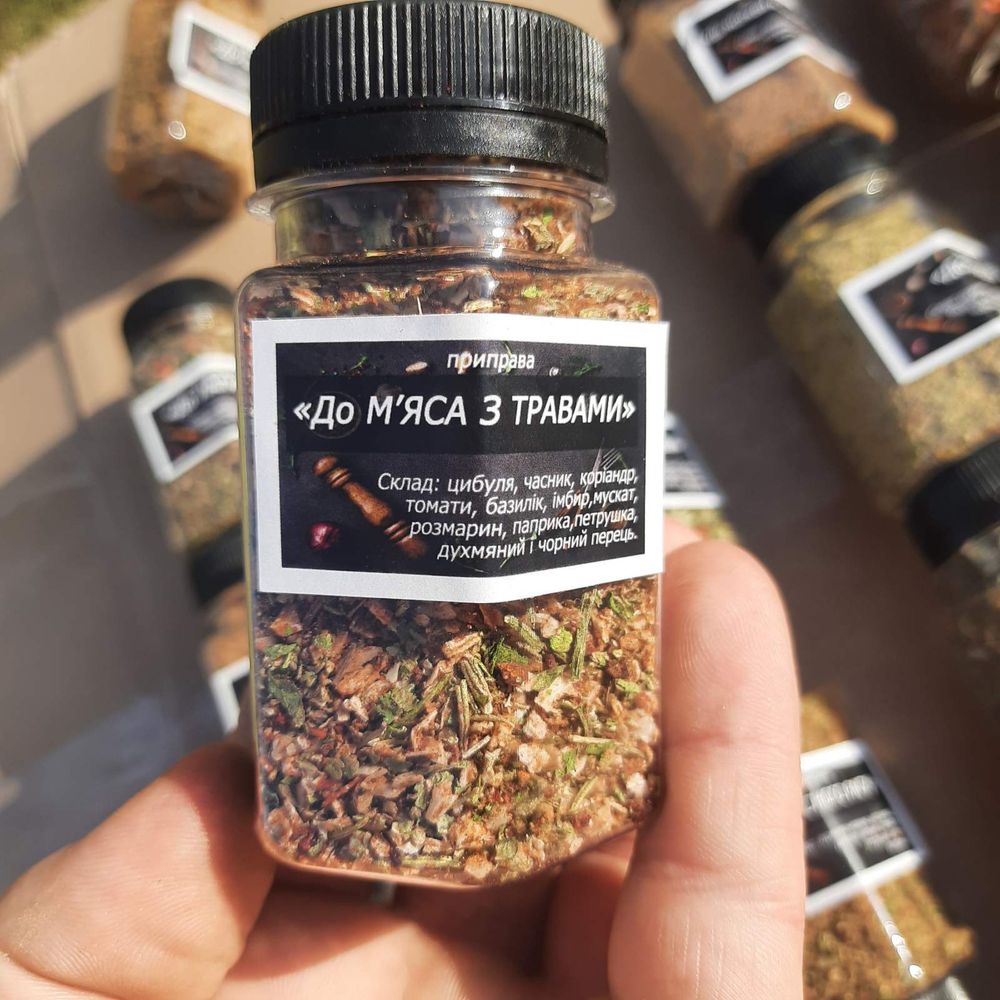 приправа
«До М’ЯСА З ТРАВАМИ»
Склад: цибуля, часник, коріандр,
томати, базилік, імбир,мускат,
розмарин, паприка,петрушка,
духмяний і чорний перець.